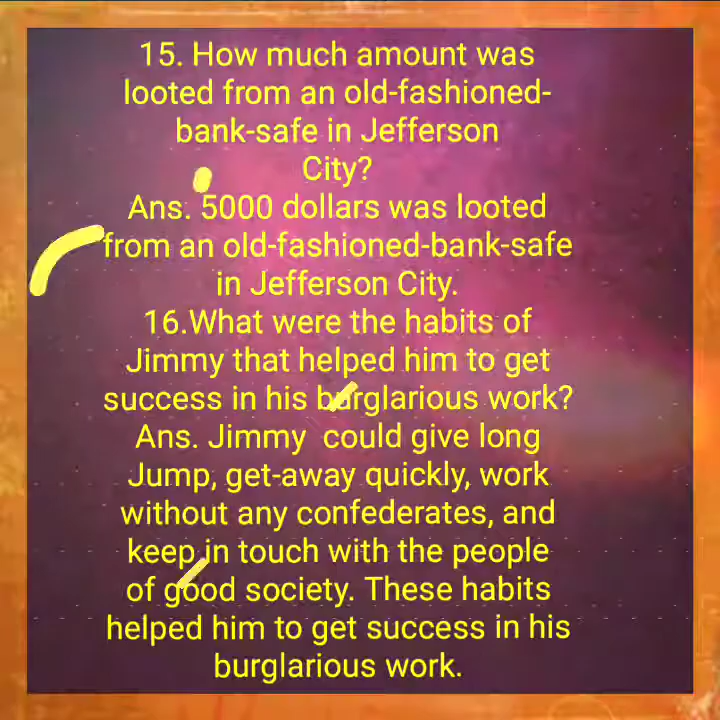 15. How much amount was
looted from an old-fashioned-
bank-safe in Jefferson
City?
Ans. 5000 dollars was looted
from an old-fashioned-bank-safe
in Jefferson City.
16.What were the habits of
Jimmy that helped him to get
success in his burglarious work?
Ans. Jimmy could give long
Jump, get-away quickly, work
without any confederates, and
keep in touch with the people
of good society. These habits
helped him to get success in his
burglarious work.